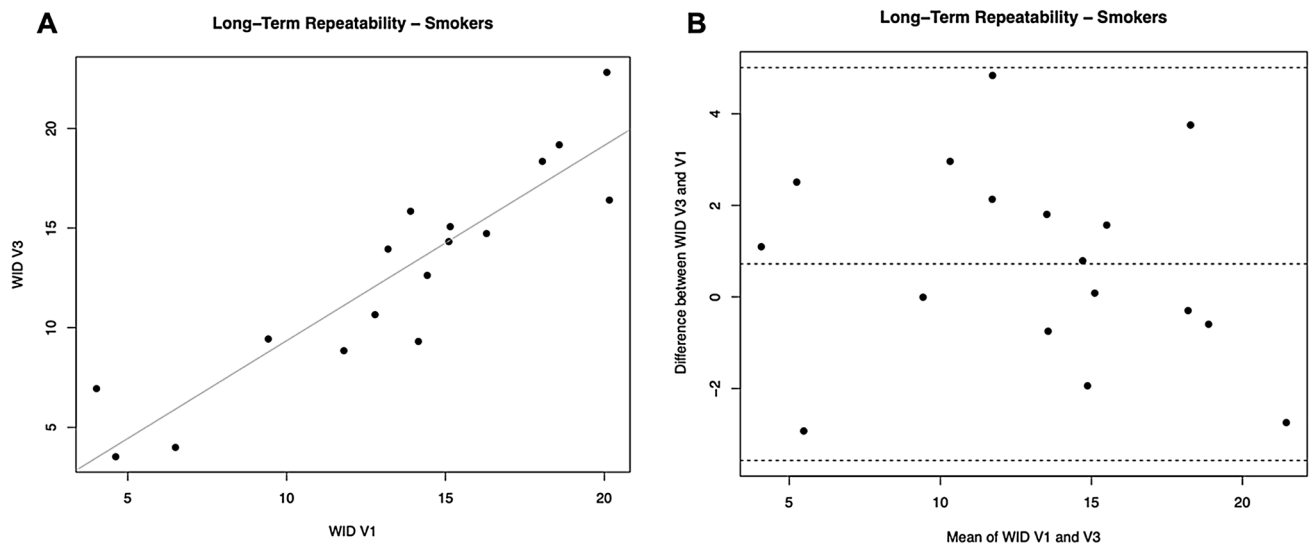 A
Long–Term Repeatability – Smokers
20
15
10
5
WID V3
5
10
15
20
WID V1
B
Long–Term Repeatability – Smokers
4
2
0
–2
Difference between WID V3 and V1
5
10
15
20
Mean of WID V1 and V3